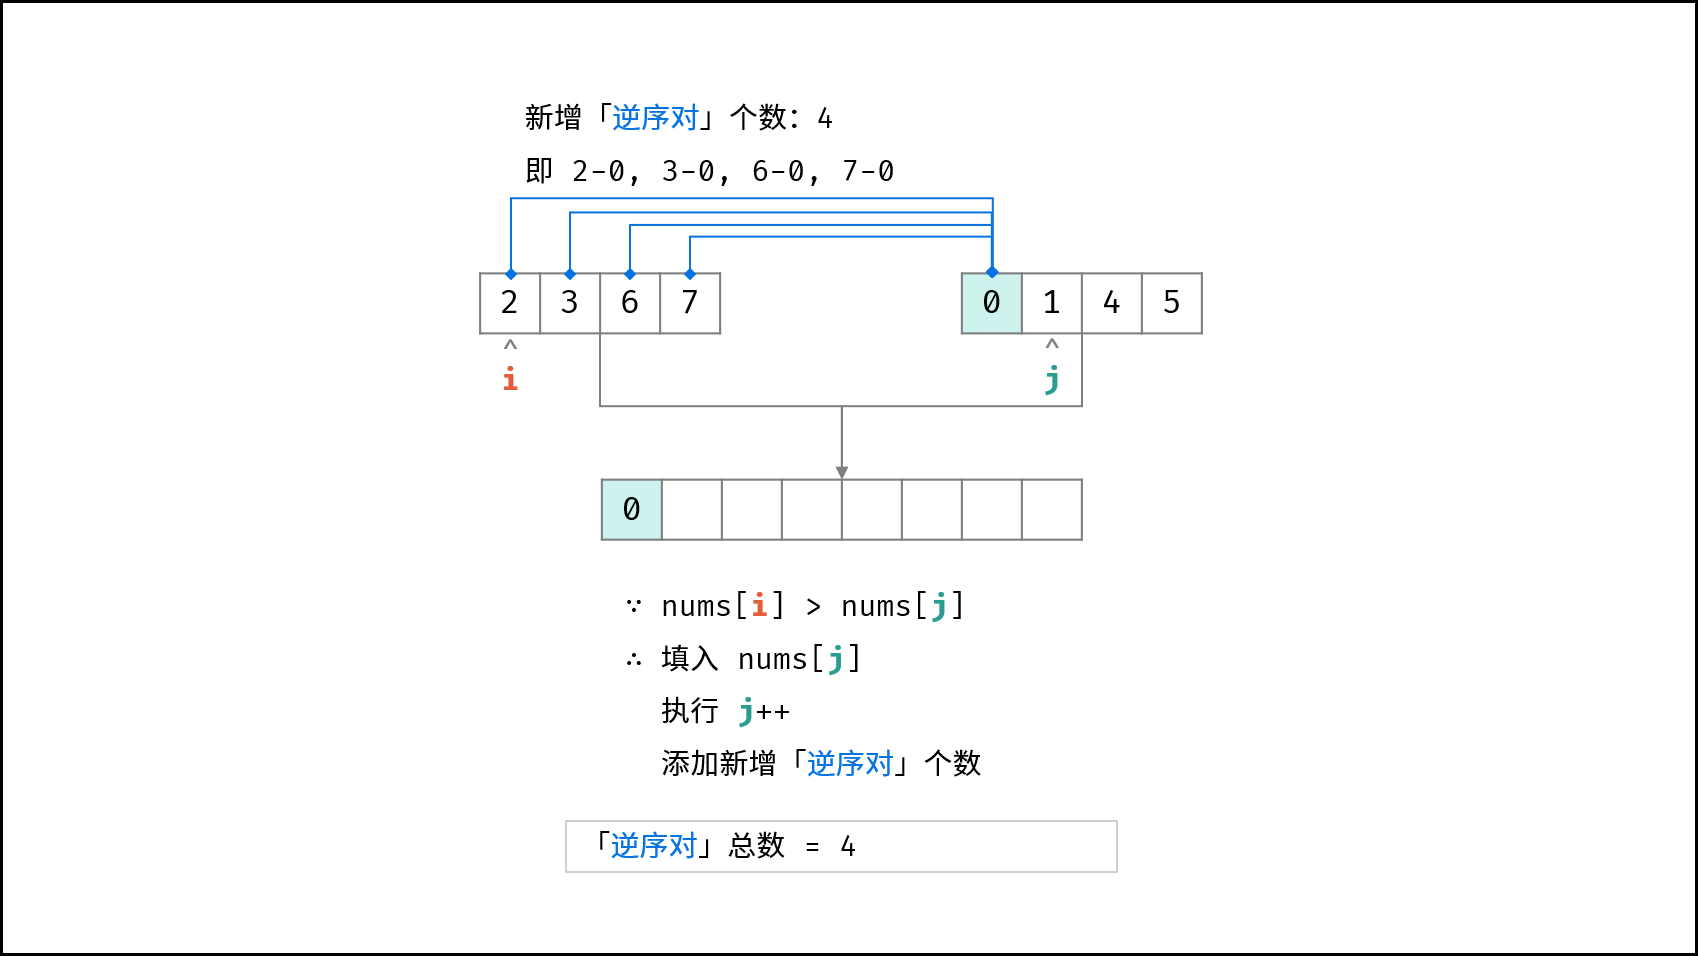 新增「逆序对」个数: 4
即 2-0, 3-0, 6-0, 7-0
2 3 6 7 0 1 4 5
^ ^
i j
0
∵ nums[i] > nums[j]
∴ 填入 nums[j]
执行 j++
添加新增「逆序对」个数
「逆序对」总数 = 4